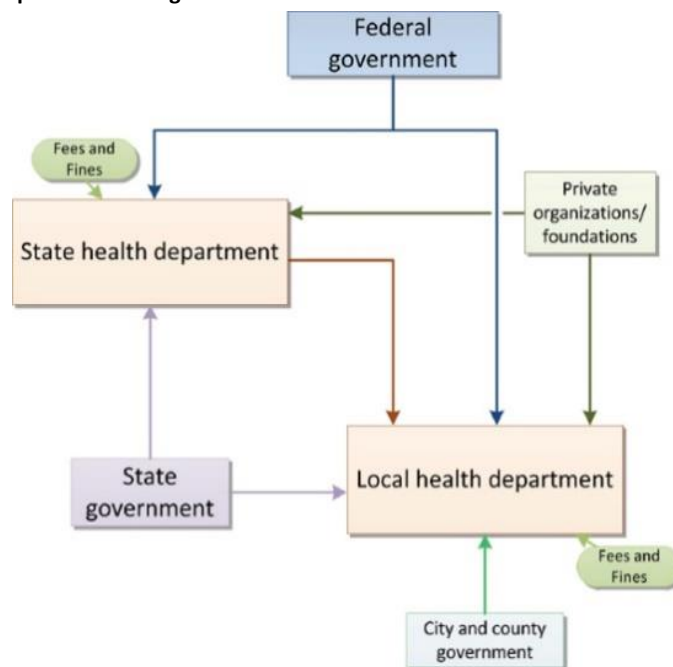 Federal
government
Fees and
Fines
Private
organizations/
foundations
State health department
State
government
Local health department
Fees and
Fines
City and county
government